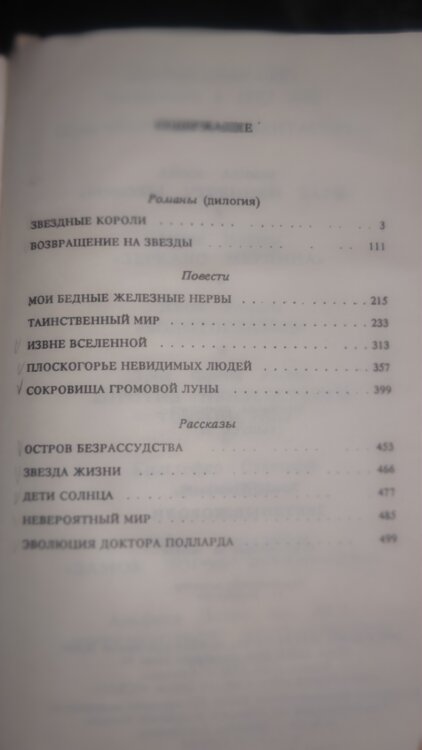 СОДЕРЖАНИЕ
Романы (дилогия)
ЗВЕЗДНЫЕ КОРОЛИ . . . . . . . . . . . . . . . . 3
ВОЗВРАЩЕНИЕ НА ЗВЕЗДЫ . . . . . . . . . . 111
Повести
МОИ БЕДНЫЕ ЖЕЛЕЗНЫЕ НЕРВЫ . . . . . . . . . . 215
ТАИНСТВЕННЫЙ МИР . . . . . . . . . . . . . . . . 233
ИЗВНЕ ВСЕЛЕННОЙ . . . . . . . . . . . . . . . . 313
ПЛОСКОГОРЬЕ НЕВИДИМЫХ ЛЮДЕЙ . . . . . . . . 357
СОКРОВИЩА ГРОМОВОЙ ЛУНЫ . . . . . . . . . . . 399
Рассказы
ОСТРОВ БЕЗРАССУДСТВА . . . . . . . . . . . . . . 453
ЗВЕЗДА ЖИЗНИ . . . . . . . . . . . . . . . . . . 466
ДЕТИ СОЛНЦА . . . . . . . . . . . . . . . . . . 477
НЕВЕРОЯТНЫЙ МИР . . . . . . . . . . . . . . . . 485
ЭВОЛЮЦИЯ ДОКТОРА ПОЛЛАРДА . . . . . . . . . . 499